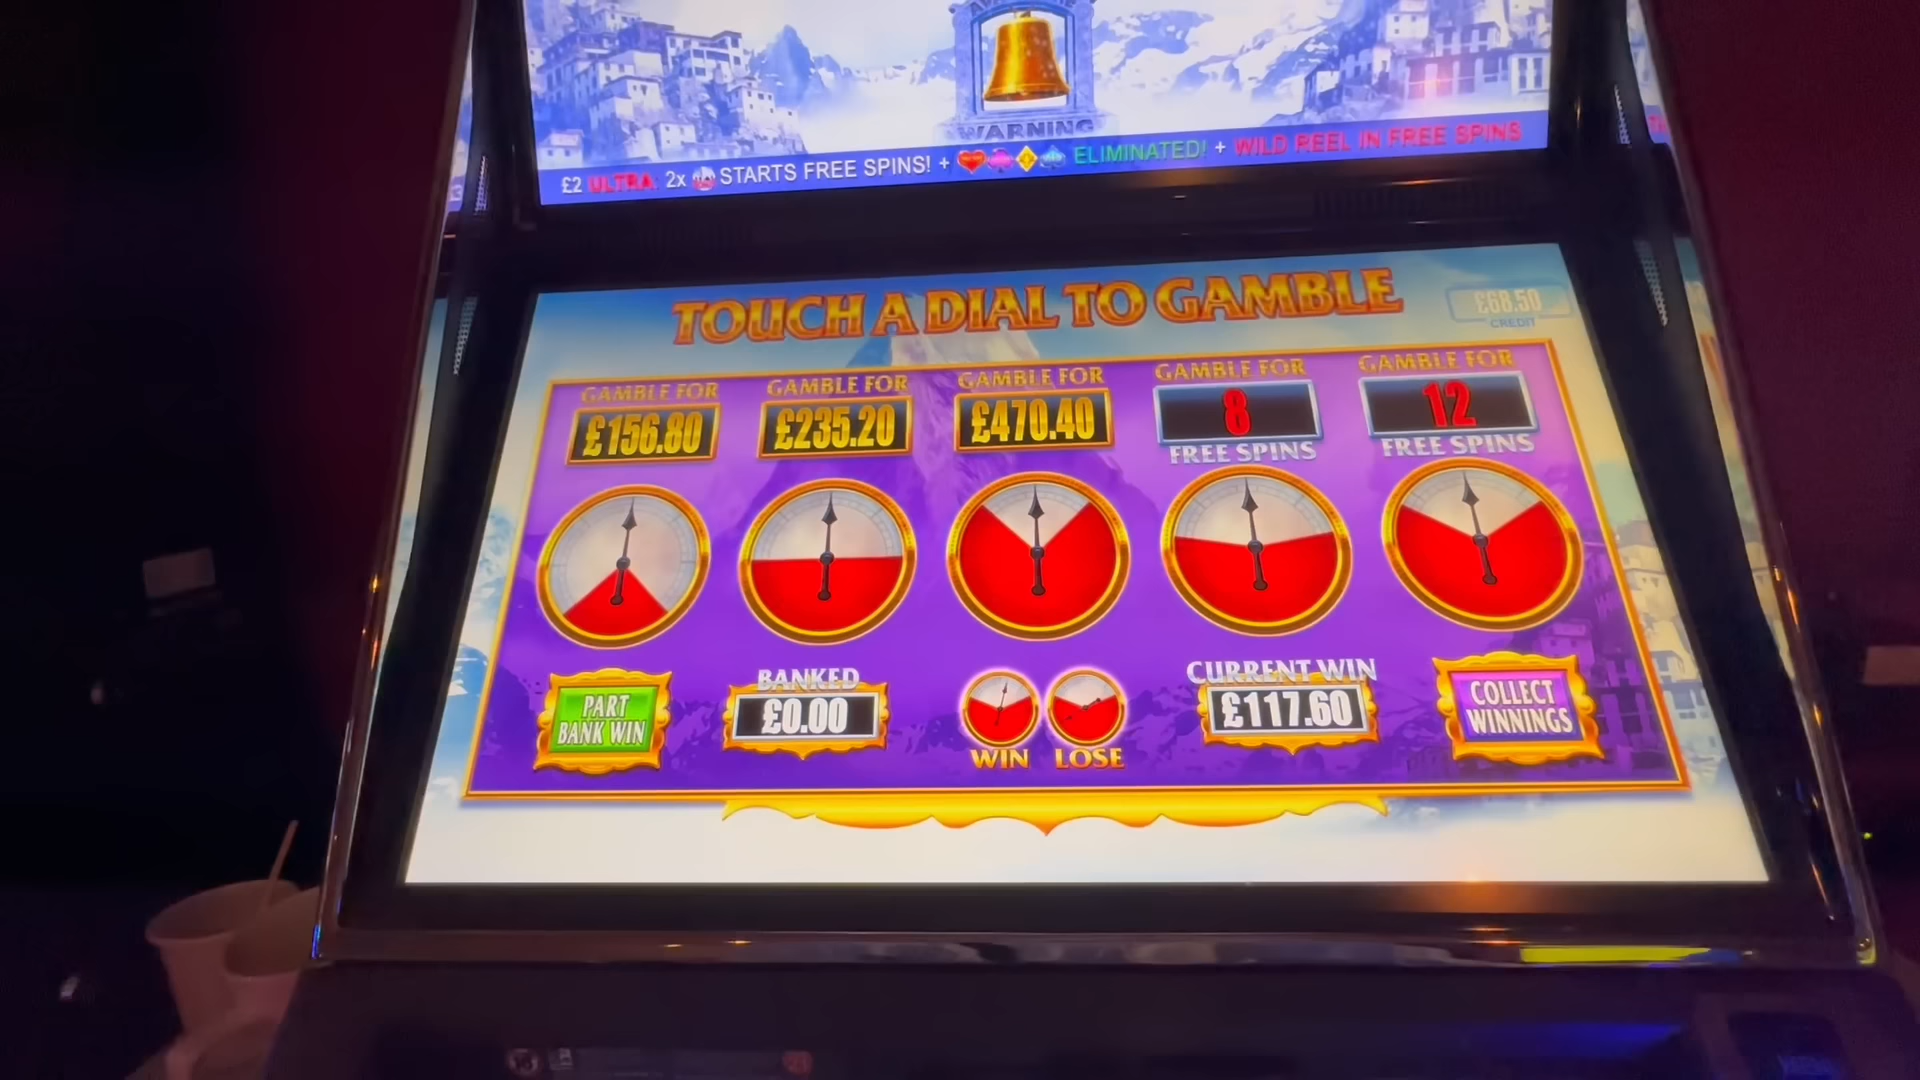 WARNING
£2 ULTRA: 2x STARTS FREE SPINS! + ELIMINATED! + WILD REEL IN FREE SPINS
TOUCH A DIAL TO GAMBLE
£68.50
CREDIT
GAMBLE FOR GAMBLE FOR GAMBLE FOR GAMBLE FOR GAMBLE FOR
£156.80 £235.20 £470.40 8 12
FREE SPINS FREE SPINS
PART
BANK WIN
BANKED
£0.00
WIN LOSE
CURRENT WIN
£117.60
COLLECT
WINNINGS